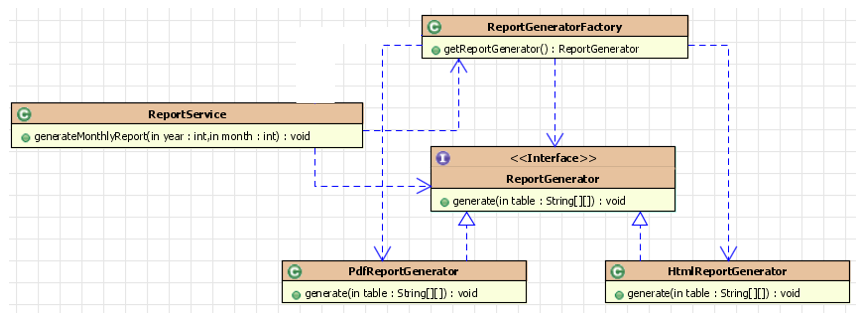 C ReportGeneratorFactory
getReportGenerator() : ReportGenerator
C ReportService
generateMonthlyReport(in year : int,in month : int) : void
I <<Interface>>
ReportGenerator
generate(in table : String[][]) : void
C PdfReportGenerator
generate(in table : String[][]) : void
C HtmlReportGenerator
generate(in table : String[][]) : void